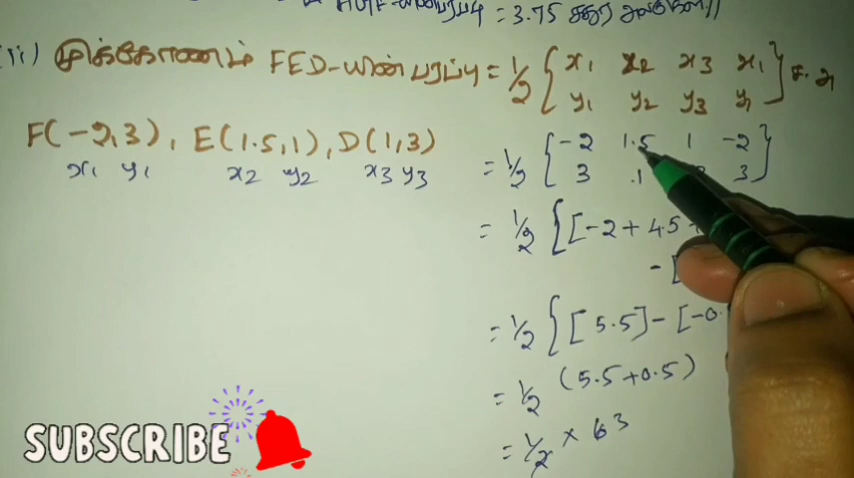 = 3.75 சதுர
(ii) முக்கோணம் FED-யின் பரப்பு = 1/2 { x1 x2 x3 x1 } ச.அ
y1 y2 y3 y1
F(-2,3), E(1.5,1), D(1,3)
x1 y1 x2 y2 x3 y3
= 1/2 { -2 1.5 1 -2 }
3 .1 3
= 1/2 { [-2 + 4.5
- [
= 1/2 { [ 5.5] - [-0.
= 1/2 (5.5+0.5)
= 1/2 × 6 3
SUBSCRIBE